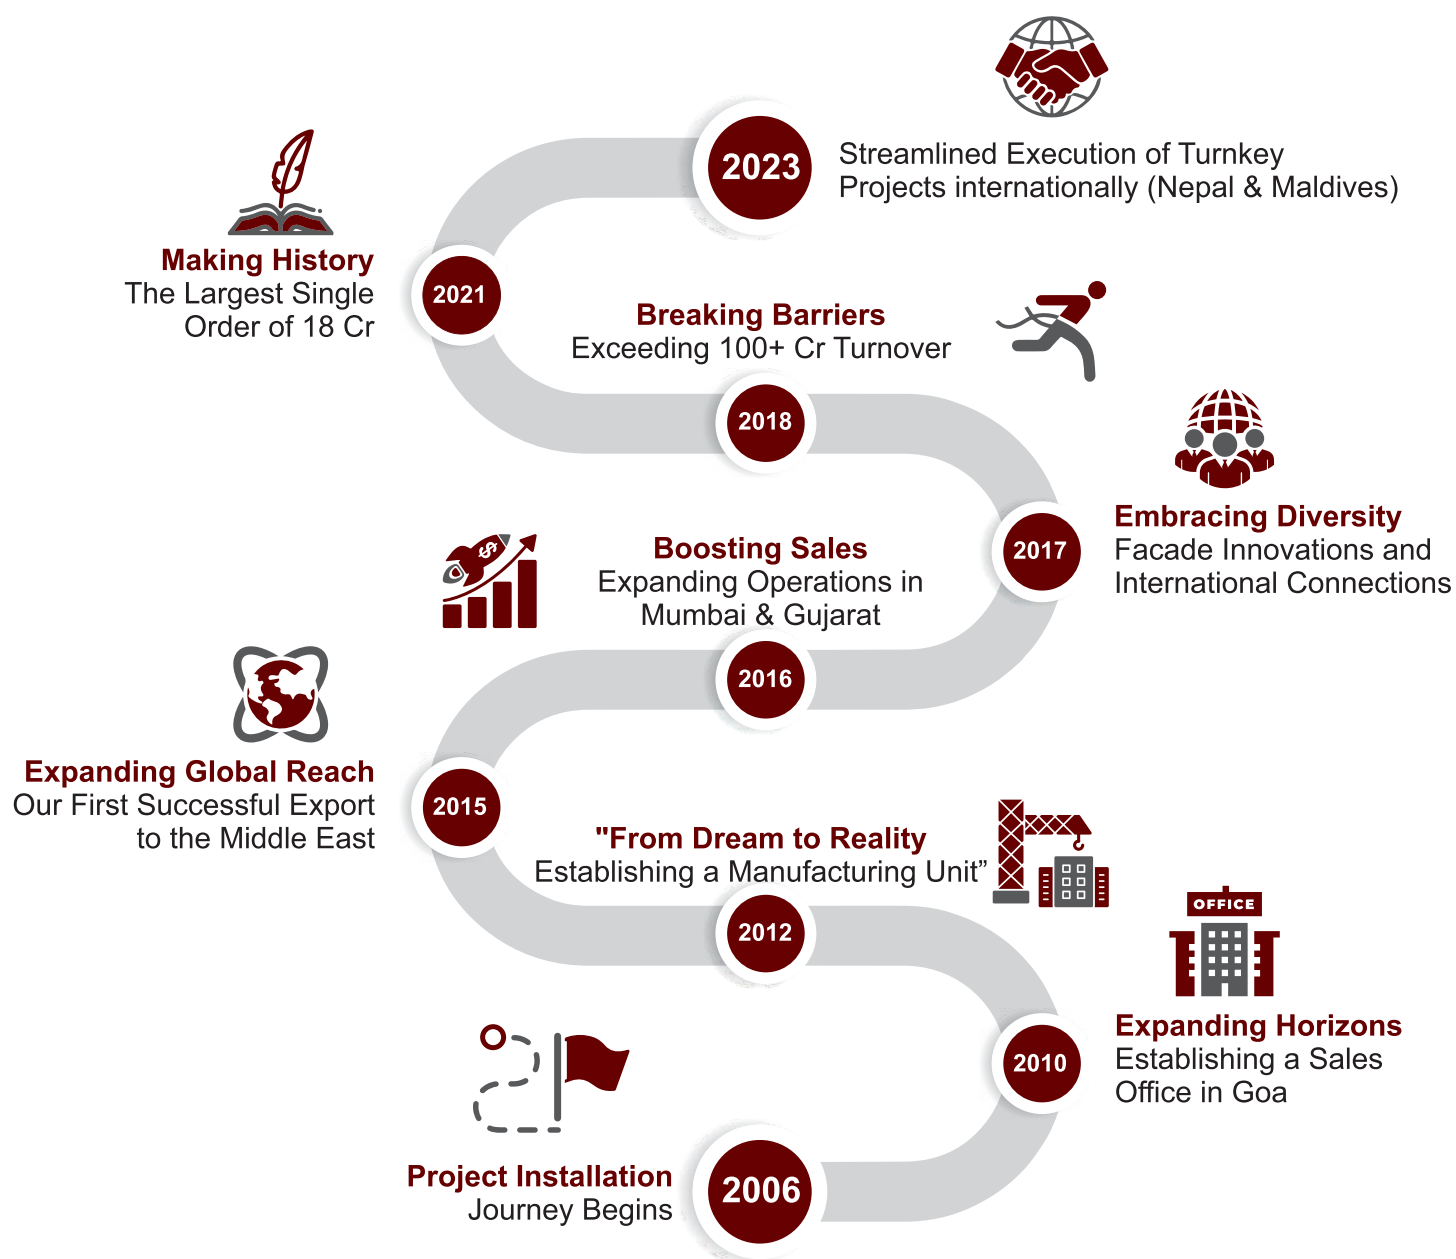 2023
Streamlined Execution of Turnkey
Projects internationally (Nepal & Maldives)
Making History
The Largest Single
Order of 18 Cr
2021
Breaking Barriers
Exceeding 100+ Cr Turnover
2018
Embracing Diversity
Facade Innovations and
International Connections
2017
Boosting Sales
Expanding Operations in
Mumbai & Gujarat
2016
Expanding Global Reach
Our First Successful Export
to the Middle East
2015
"From Dream to Reality
Establishing a Manufacturing Unit”
2012
OFFICE
Expanding Horizons
Establishing a Sales
Office in Goa
2010
Project Installation
Journey Begins
2006
$